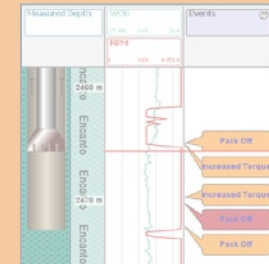 Measured Depth
WOB
Events
RPM
2460 m
Encanto
Pack Off
Increased Torque
Encanto
Increased Torque
2470 m
Pack Off
Encanto
Pack Off